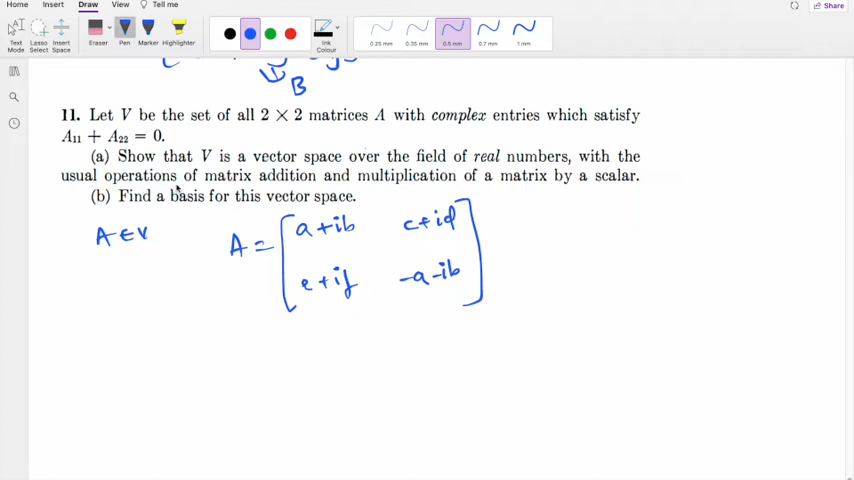 Home Insert Draw View Tell me Share
Text Mode Lasso Select Insert Space Eraser Pen Marker Highlighter Ink Colour 0.25 mm 0.35 mm 0.5 mm 0.7 mm 1 mm
B
11. Let V be the set of all 2 × 2 matrices A with complex entries which satisfy
A₁₁ + A₂₂ = 0.
(a) Show that V is a vector space over the field of real numbers, with the
usual operations of matrix addition and multiplication of a matrix by a scalar.
(b) Find a basis for this vector space.
A ∈ V A = [ a+ib c+id
e+if -a-ib ]